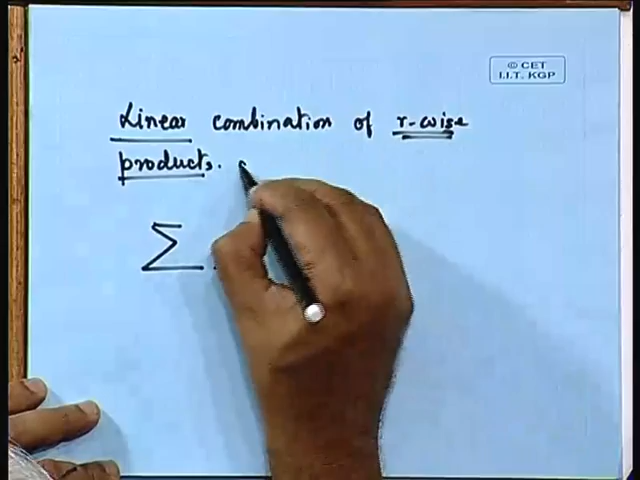 © CET
I.I.T. KGP
Linear combination of r-wise
products.
Σ